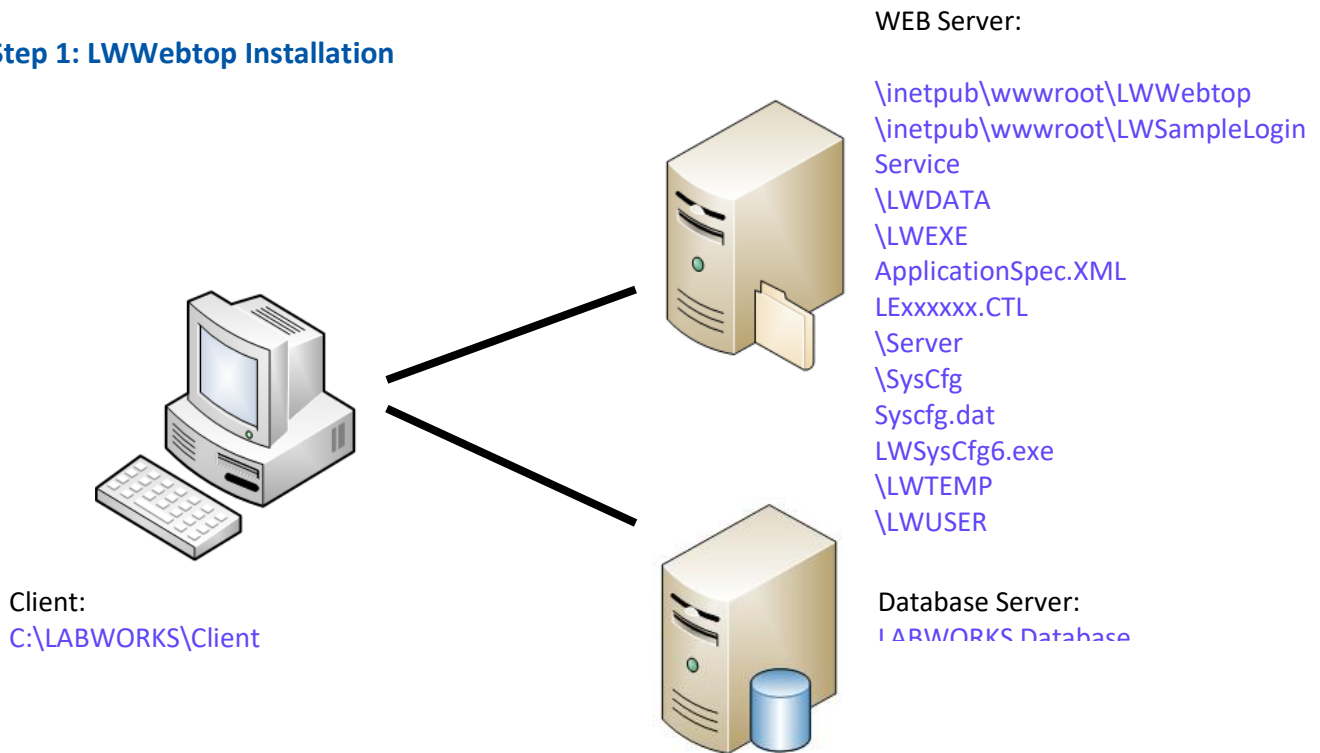 Step 1: LWWebtop Installation
WEB Server:
\inetpub\wwwroot\LWWebtop
\inetpub\wwwroot\LWSampleLogin
Service
\LWDATA
\LWEXE
ApplicationSpec.XML
LExxxxxx.CTL
\Server
\SysCfg
Syscfg.dat
LWSysCfg6.exe
\LWTEMP
\LWUSER
Client:
C:\LABWORKS\Client
Database Server:
LABWORKS Database